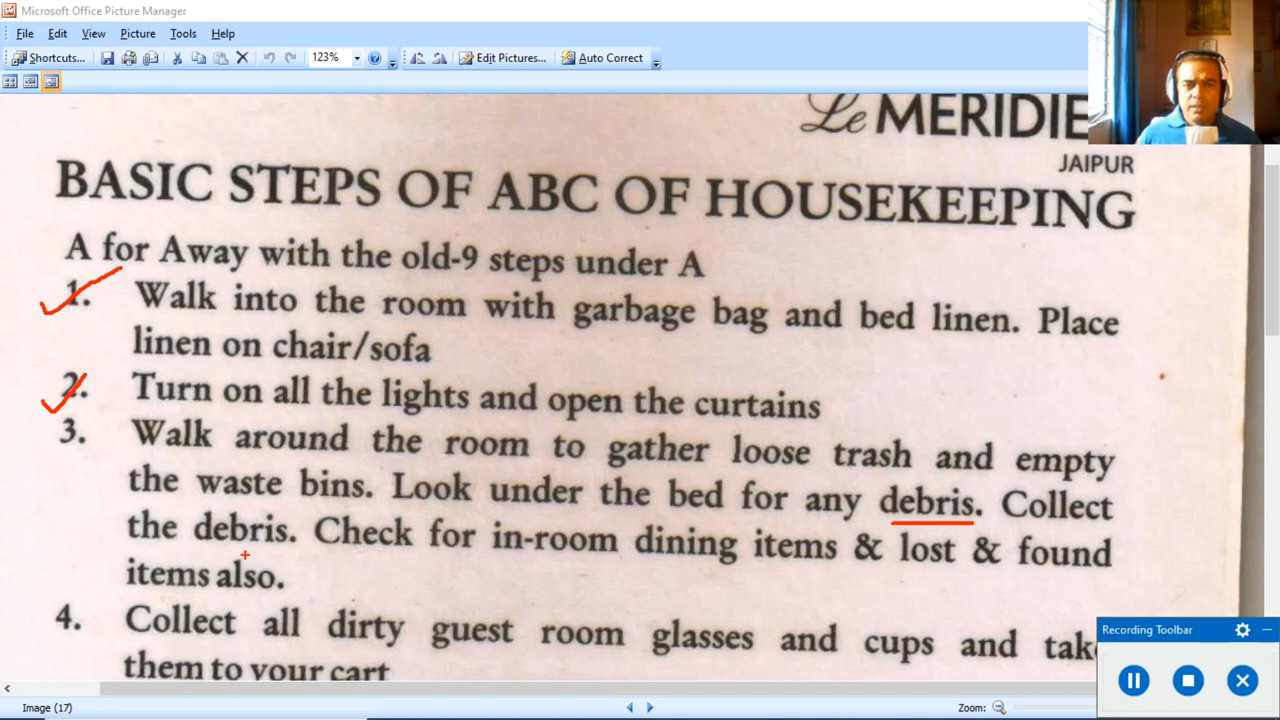 Microsoft Office Picture Manager
File Edit View Picture Tools Help
Shortcuts... 123% Edit Pictures... Auto Correct
Le MERIDIE
JAIPUR
BASIC STEPS OF ABC OF HOUSEKEEPING
A for Away with the old-9 steps under A
1. Walk into the room with garbage bag and bed linen. Place
linen on chair/sofa
2. Turn on all the lights and open the curtains
3. Walk around the room to gather loose trash and empty
the waste bins. Look under the bed for any debris. Collect
the debris. Check for in-room dining items & lost & found
items also.
4. Collect all dirty guest room glasses and cups and tak
them to your cart
Recording Toolbar
Image (17) Zoom: